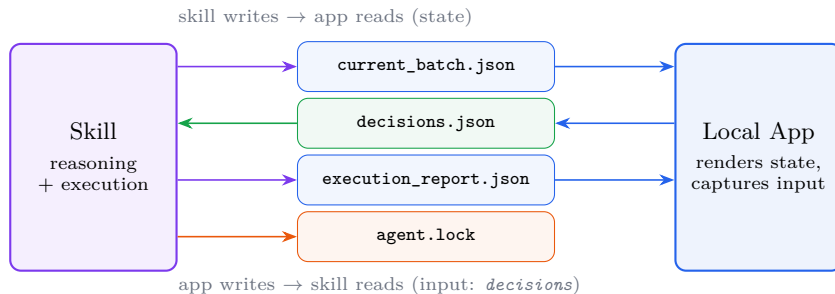 skill writes → app reads (state)
Skill
reasoning
+ execution
current_batch.json
decisions.json
execution_report.json
agent.lock
Local App
renders state,
captures input
app writes → skill reads (input: decisions)